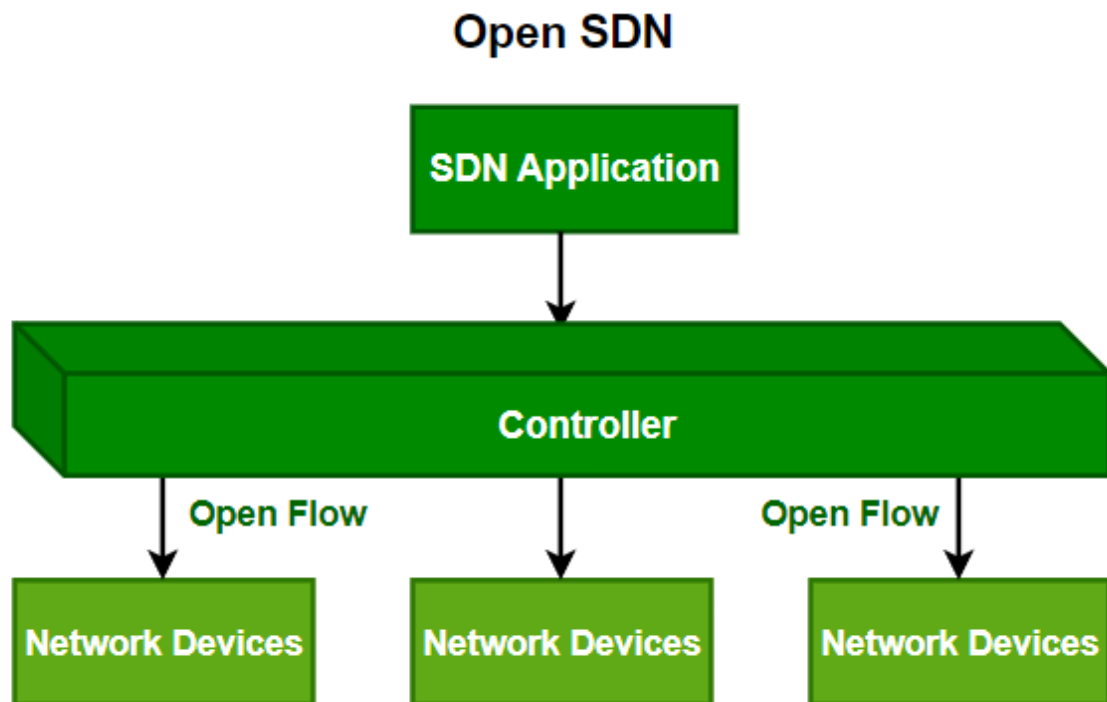 Open SDN
SDN Application
Controller
Open Flow
Open Flow
Network Devices
Network Devices
Network Devices